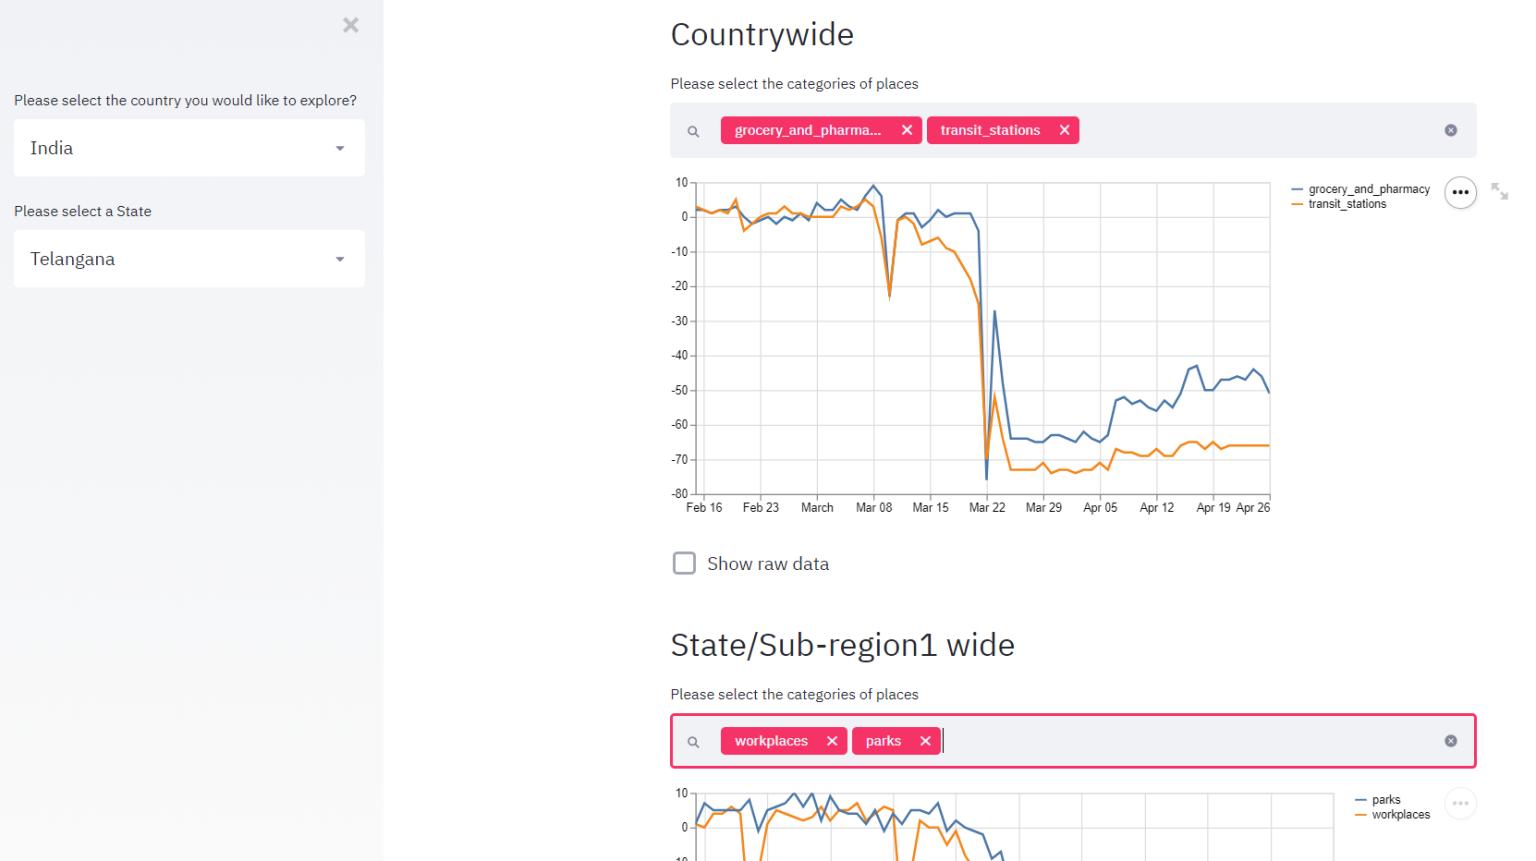 Please select the country you would like to explore?
India
Please select a State
Telangana
Countrywide
Please select the categories of places
grocery_and_pharma... transit_stations
grocery_and_pharmacy
transit_stations
10
0
-10
-20
-30
-40
-50
-60
-70
-80
Feb 16 Feb 23 March Mar 08 Mar 15 Mar 22 Mar 29 Apr 05 Apr 12 Apr 19 Apr 26
Show raw data
State/Sub-region1 wide
Please select the categories of places
workplaces parks
parks
workplaces
10
0
-10